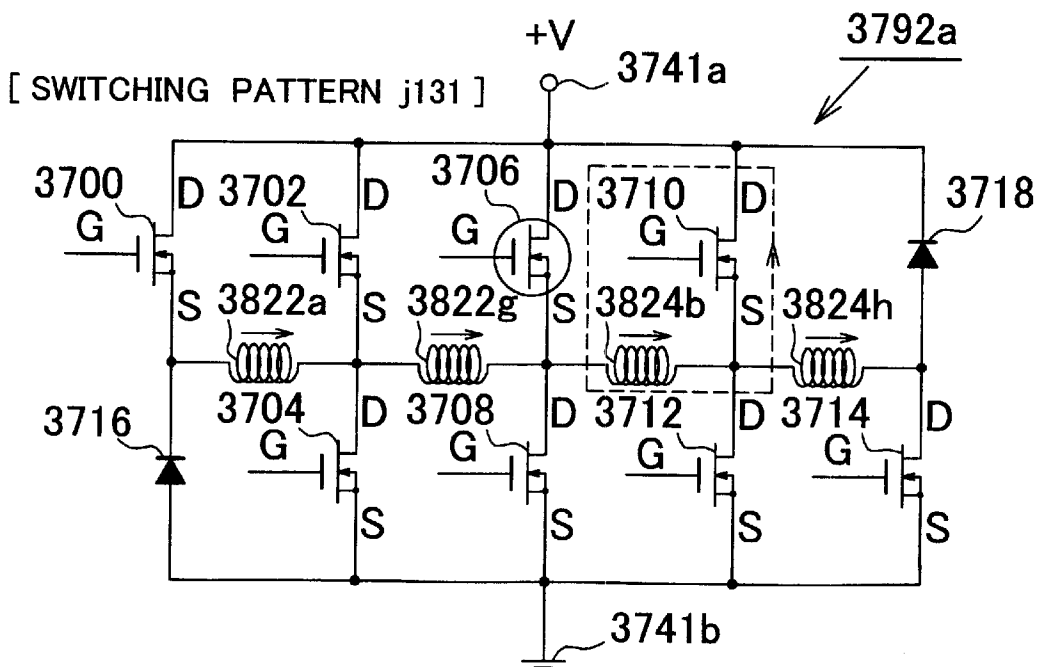 +V
3792a
3741a
[ SWITCHING PATTERN j131 ]
3700
3702
3706
3710
3718
D
D
D
D
G
G
G
G
S
S
S
S
3822a
3822g
3824b
3824h
3716
3704
3708
3712
3714
D
D
D
D
G
G
G
G
S
S
S
S
3741b